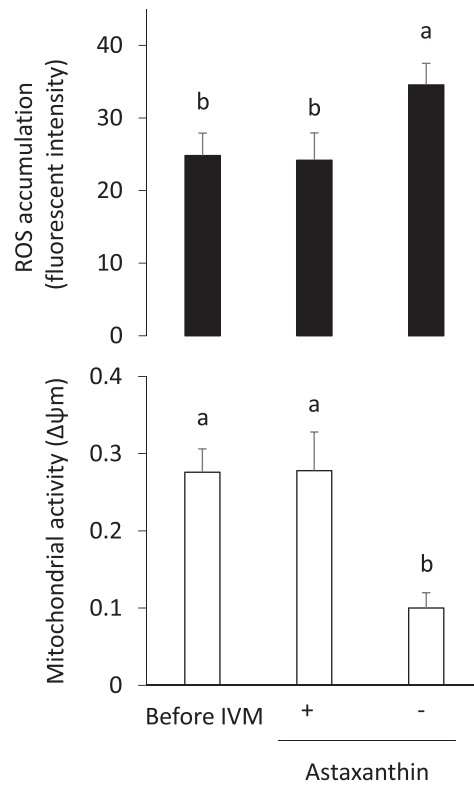 ROS accumulation
(fluorescent intensity)
40
30
20
10
0
b
b
a
Mitochondrial activity (Δψm)
0.4
0.3
0.2
0.1
0
a
a
b
Before IVM
+
-
Astaxanthin